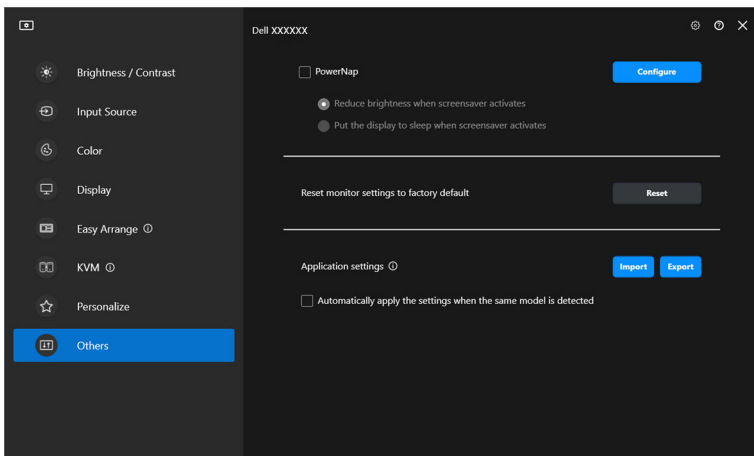 Dell XXXXXX
Brightness / Contrast
Input Source
Color
Display
Easy Arrange
KVM
Personalize
Others
PowerNap
Configure
Reduce brightness when screensaver activates
Put the display to sleep when screensaver activates
Reset monitor settings to factory default
Reset
Application settings
Import
Export
Automatically apply the settings when the same model is detected